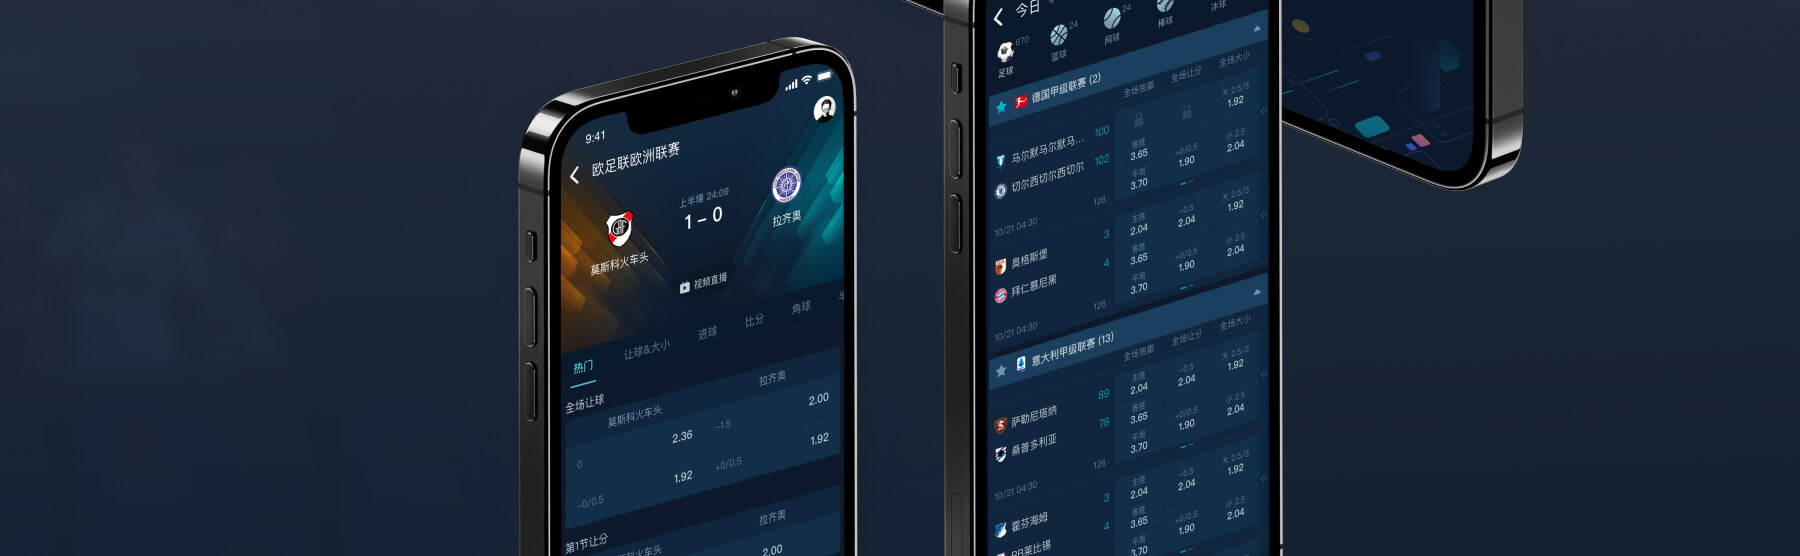 9:41
欧足联欧洲联赛
上半場 24:09
1 – 0
莫斯科火车头
拉齐奥
视频直播
热门
让球&大小
进球
比分
角球
全场让球
莫斯科火车头
拉齐奥
0
2.36
-1.5
2.00
-0/0.5
1.92
+0/0.5
1.92
第1节让分
莫斯科火车头
拉齐奥
2.00
今日
足球
670
篮球
24
网球
24
棒球
冰球
德国甲级联赛 (2)
全场独赢
全场让分
全场大小
马尔默马尔默马...
100
切尔西切尔西切尔
102
10/21 04:30
126
大 2.5/3
1.92
客胜
3.65
+0/0.5
1.90
小 2.5
2.04
平局
3.70
奥格斯堡
3
拜仁慕尼黑
4
10/21 04:30
126
主胜
2.04
-0.5
2.04
大 2.5/3
1.92
客胜
3.65
+0/0.5
1.90
小 2.5
2.04
平局
3.70
意大利甲级联赛 (13)
全场独赢
全场让分
全场大小
萨勒尼塔纳
89
桑普多利亚
78
10/21 04:30
126
主胜
2.04
-0.5
2.04
大 2.5/3
1.92
客胜
3.65
+0/0.5
1.90
小 2.5
2.04
平局
3.70
霍芬海姆
3
RB莱比锡
4
主胜
2.04
-0.5
2.04
大 2.5/3
1.92
客胜
3.65
+0/0.5
1.90
小 2.5
2.04
平局
3.70